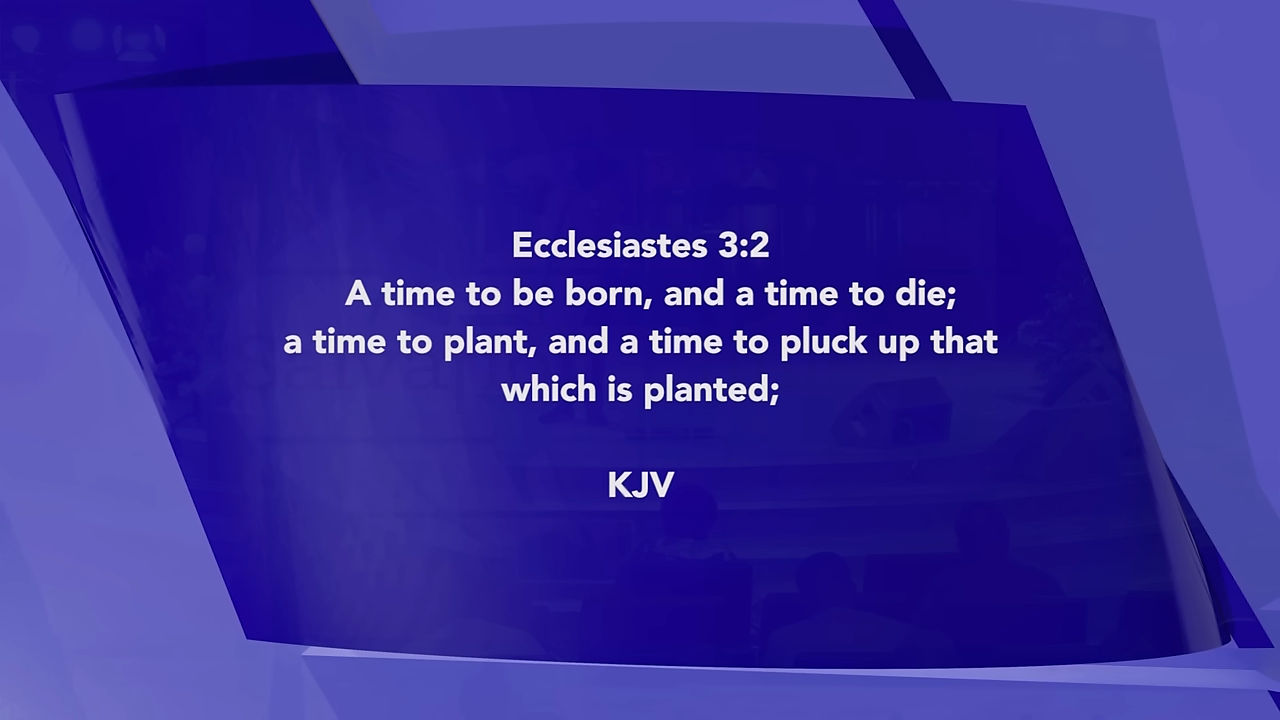 Ecclesiastes 3:2
A time to be born, and a time to die;
a time to plant, and a time to pluck up that
which is planted;
KJV